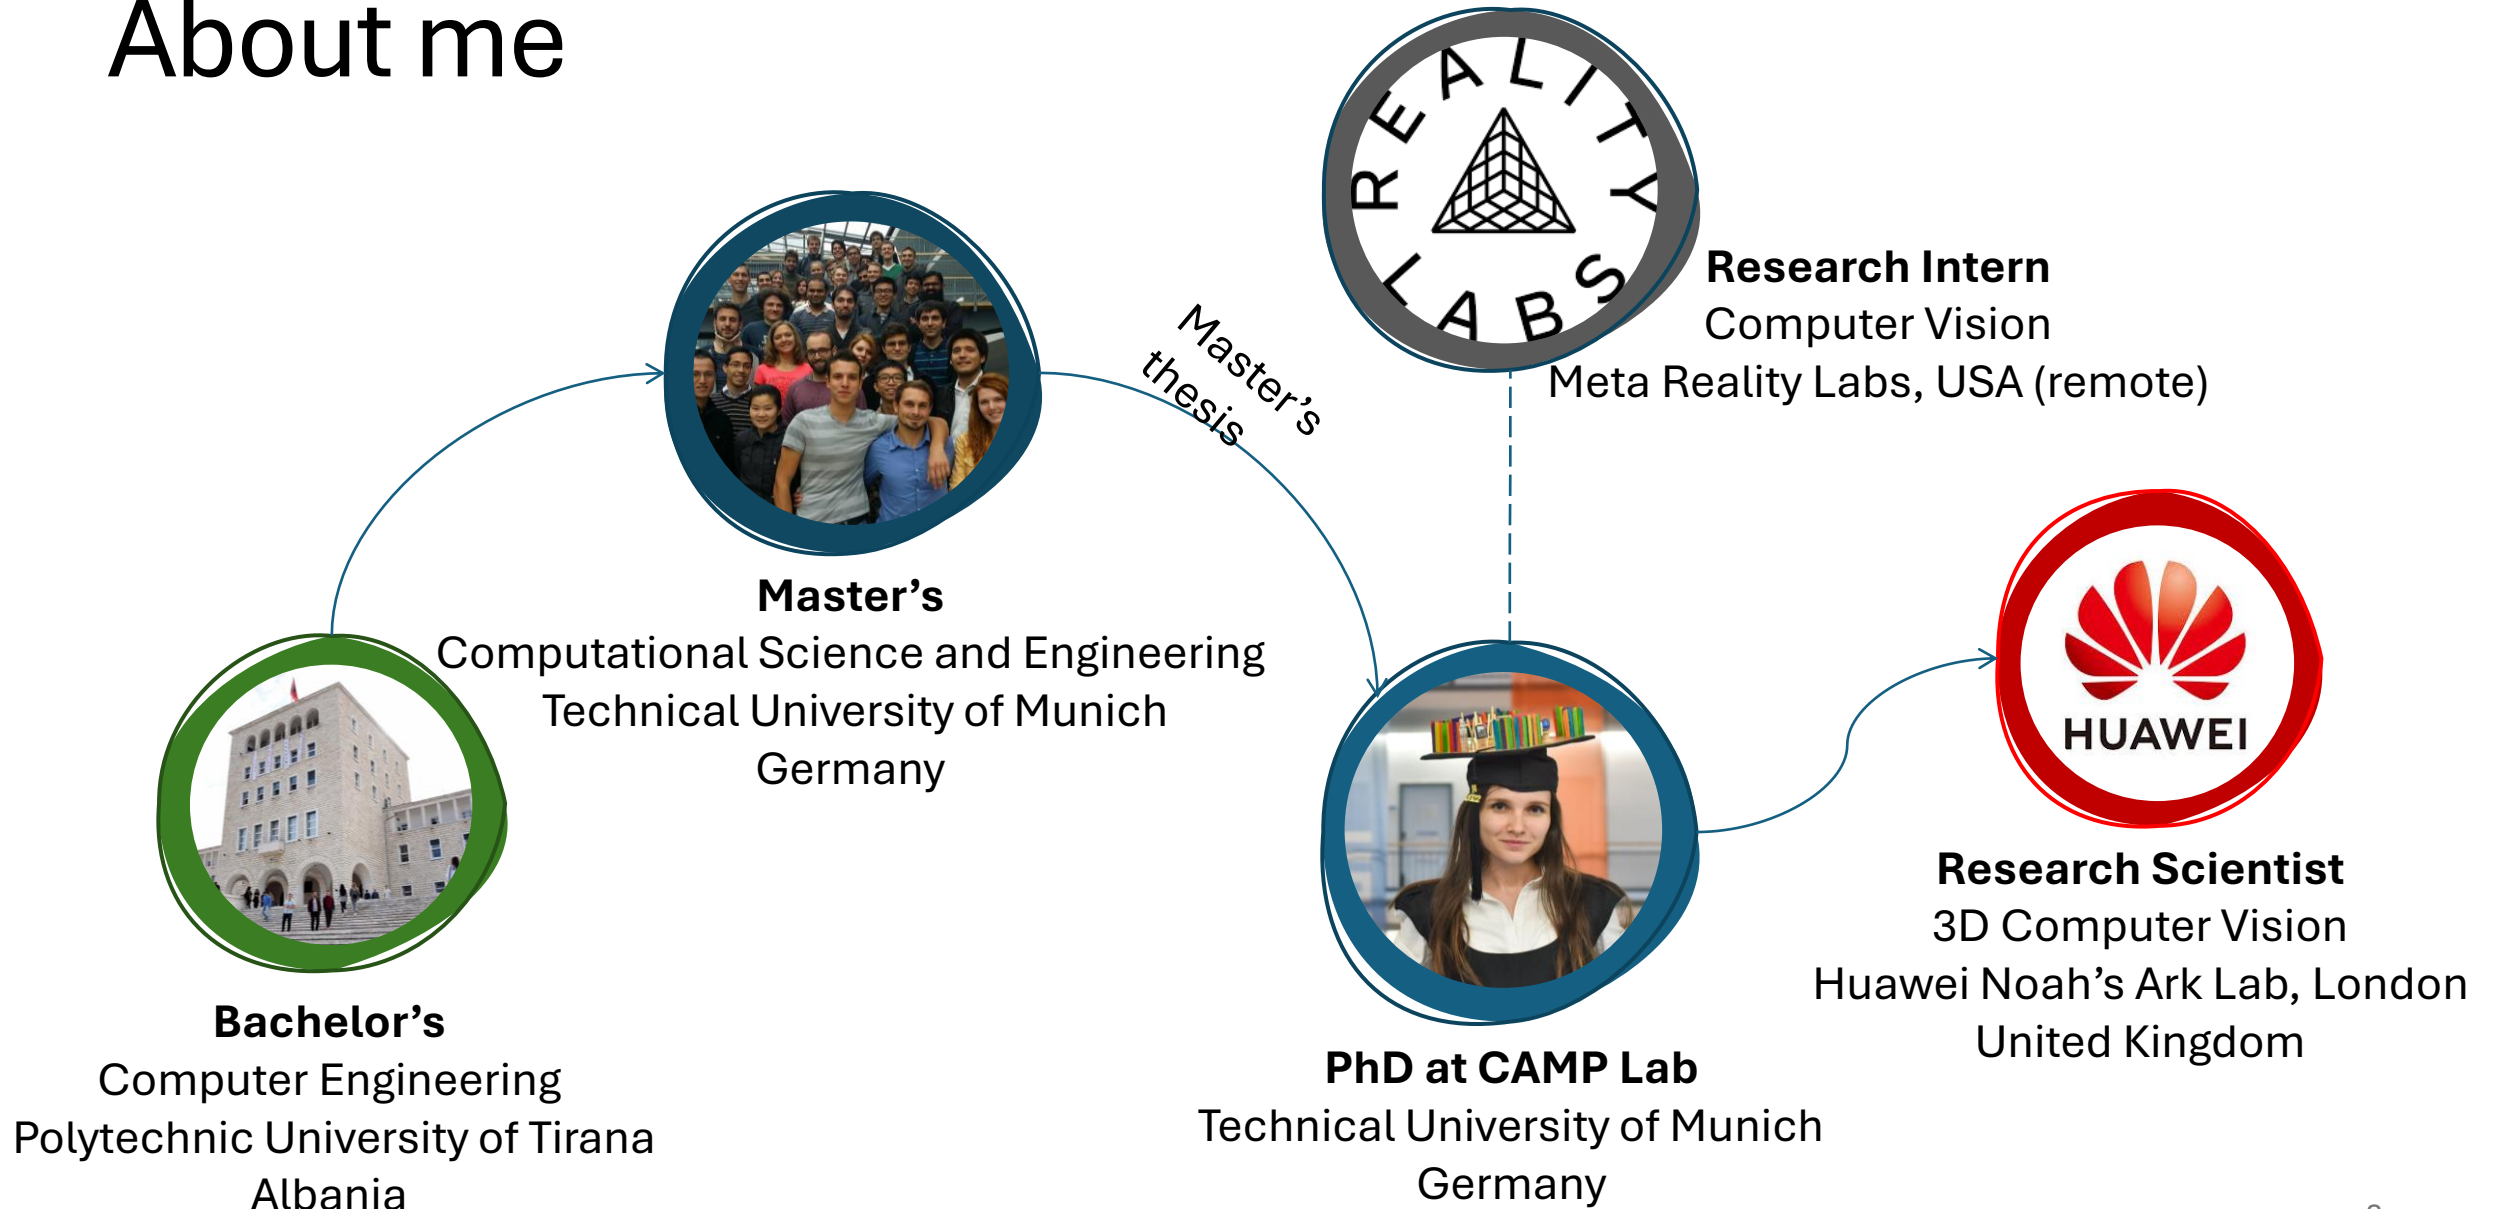 About me
REALITY
LABS
Research Intern
Computer Vision
Meta Reality Labs, USA (remote)
Master’s
thesis
Master’s
Computational Science and Engineering
Technical University of Munich
Germany
HUAWEI
Research Scientist
3D Computer Vision
Huawei Noah’s Ark Lab, London
United Kingdom
Bachelor’s
Computer Engineering
Polytechnic University of Tirana
Albania
PhD at CAMP Lab
Technical University of Munich
Germany